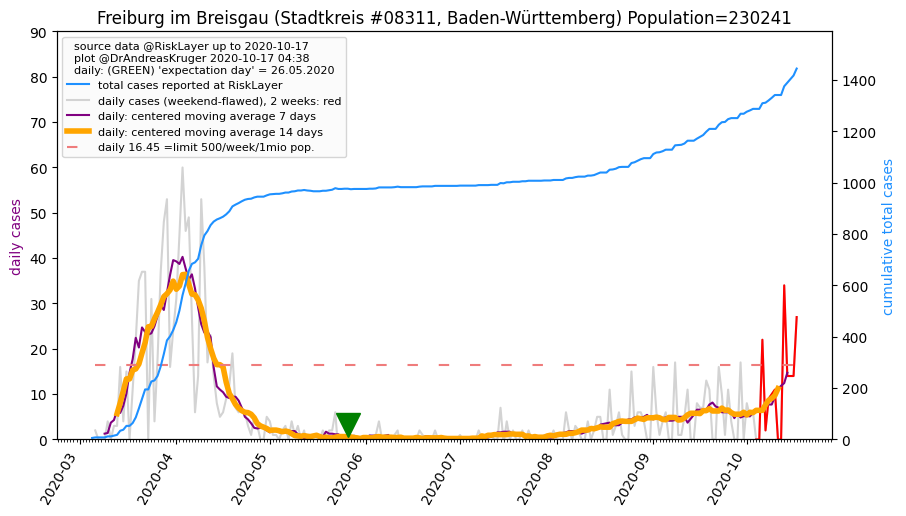 Freiburg im Breisgau (Stadtkreis #08311, Baden-Württemberg) Population=230241
source data @RiskLayer up to 2020-10-17
plot @DrAndreasKruger 2020-10-17 04:38
daily: (GREEN) 'expectation day' = 26.05.2020
total cases reported at RiskLayer
daily cases (weekend-flawed), 2 weeks: red
daily: centered moving average 7 days
daily: centered moving average 14 days
daily 16.45 =limit 500/week/1mio pop.
daily cases
90
80
70
60
50
40
30
20
10
0
1400
1200
1000
800
600
400
200
0
cumulative total cases
2020-03
2020-04
2020-05
2020-06
2020-07
2020-08
2020-09
2020-10